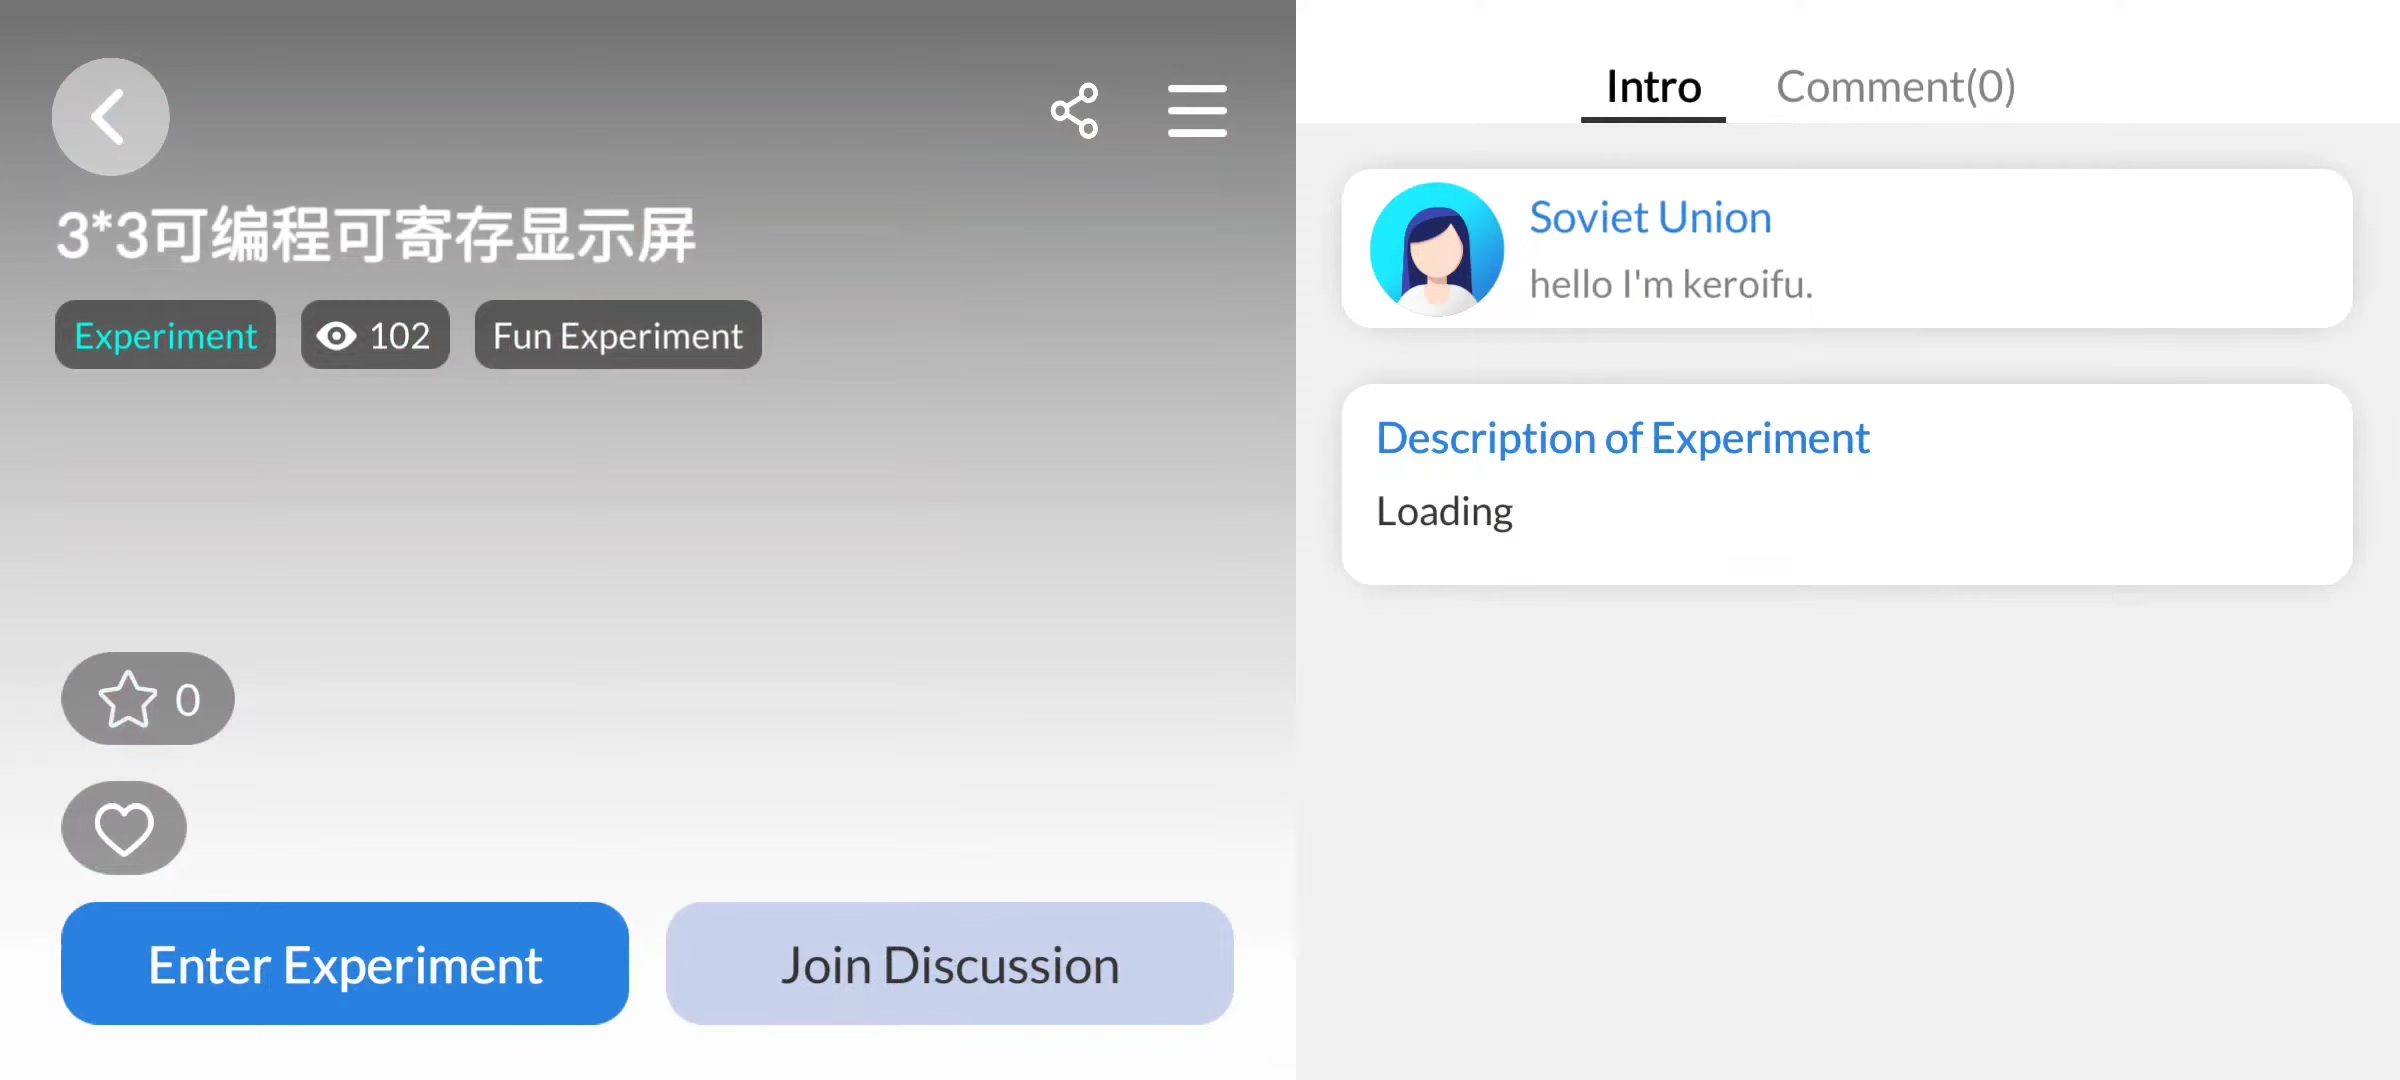 3*3可编程可寄存显示屏
Experiment
102
Fun Experiment
0
Enter Experiment
Join Discussion
Intro
Comment(0)
Soviet Union
hello I'm keroifu.
Description of Experiment
Loading